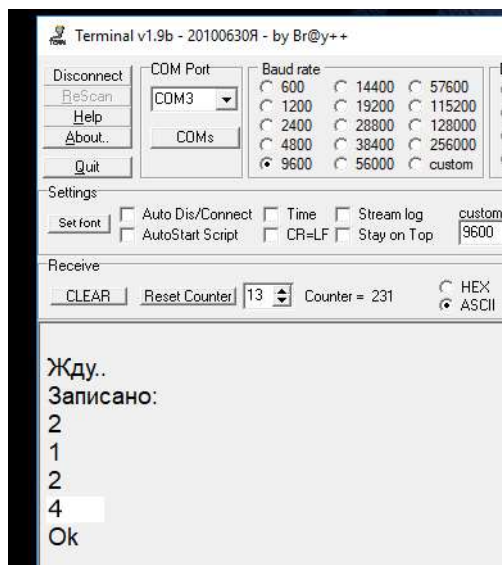 Terminal v1.9b - 20100630Я - by Br@y++
Disconnect
ReScan
Help
About..
Quit
COM Port
COM3
COMs
Baud rate
600 14400 57600
1200 19200 115200
2400 28800 128000
4800 38400 256000
9600 56000 custom
Settings
Set font
Auto Dis/Connect Time Stream log custom
AutoStart Script CR=LF Stay on Top 9600
Receive
CLEAR Reset Counter 13 Counter = 231 HEX
ASCII
Жду..
Записано:
2
1
2
4
Ok